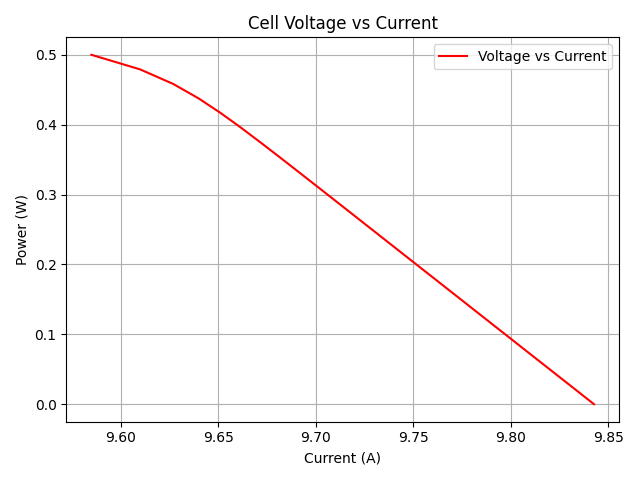 Cell Voltage vs Current
Voltage vs Current
Power (W)
0.5
0.4
0.3
0.2
0.1
0.0
9.60 9.65 9.70 9.75 9.80 9.85
Current (A)